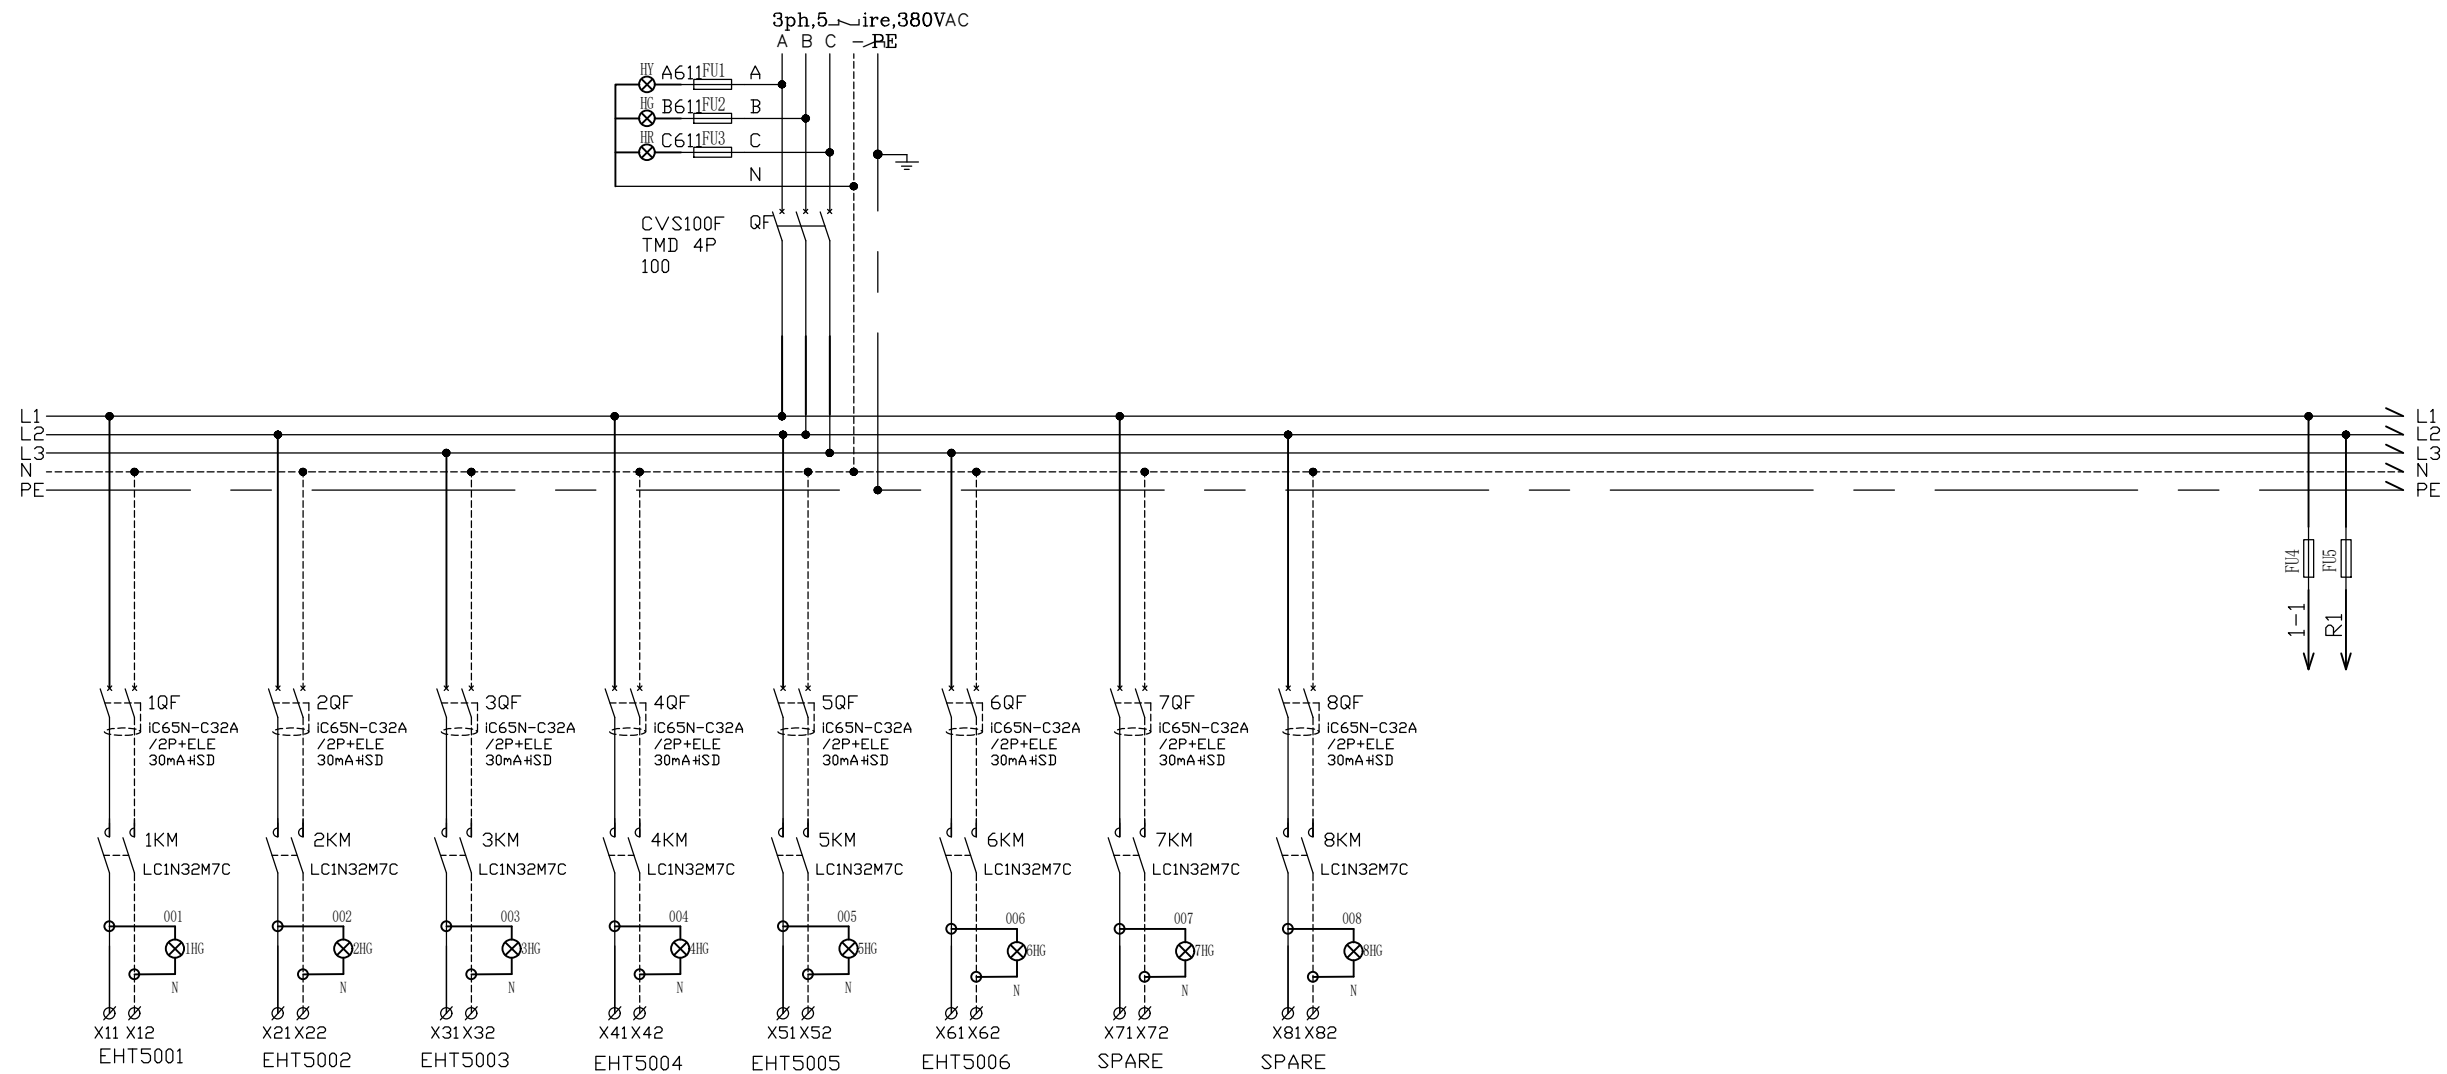 3ph,5 ire,380VAC
A B C PE
HY A611 FU1 A
HG B611 FU2 B
HR C611 FU3 C
N
CVS100F QF
TMD 4P
100
L1 L1
L2 L2
L3 L3
N N
PE PE
FU4 FU5
1-1 R1
1QF 2QF 3QF 4QF 5QF 6QF 7QF 8QF
iC65N-C32A iC65N-C32A iC65N-C32A iC65N-C32A iC65N-C32A iC65N-C32A iC65N-C32A iC65N-C32A
/2P+ELE /2P+ELE /2P+ELE /2P+ELE /2P+ELE /2P+ELE /2P+ELE /2P+ELE
30mA+iSD 30mA+iSD 30mA+iSD 30mA+iSD 30mA+iSD 30mA+iSD 30mA+iSD 30mA+iSD
1KM 2KM 3KM 4KM 5KM 6KM 7KM 8KM
LC1N32M7C LC1N32M7C LC1N32M7C LC1N32M7C LC1N32M7C LC1N32M7C LC1N32M7C LC1N32M7C
001 002 003 004 005 006 007 008
1HG 2HG 3HG 4HG 5HG 6HG 7HG 8HG
N N N N N N N N
X11 X12 X21 X22 X31 X32 X41 X42 X51 X52 X61 X62 X71 X72 X81 X82
EHT5001 EHT5002 EHT5003 EHT5004 EHT5005 EHT5006 SPARE SPARE